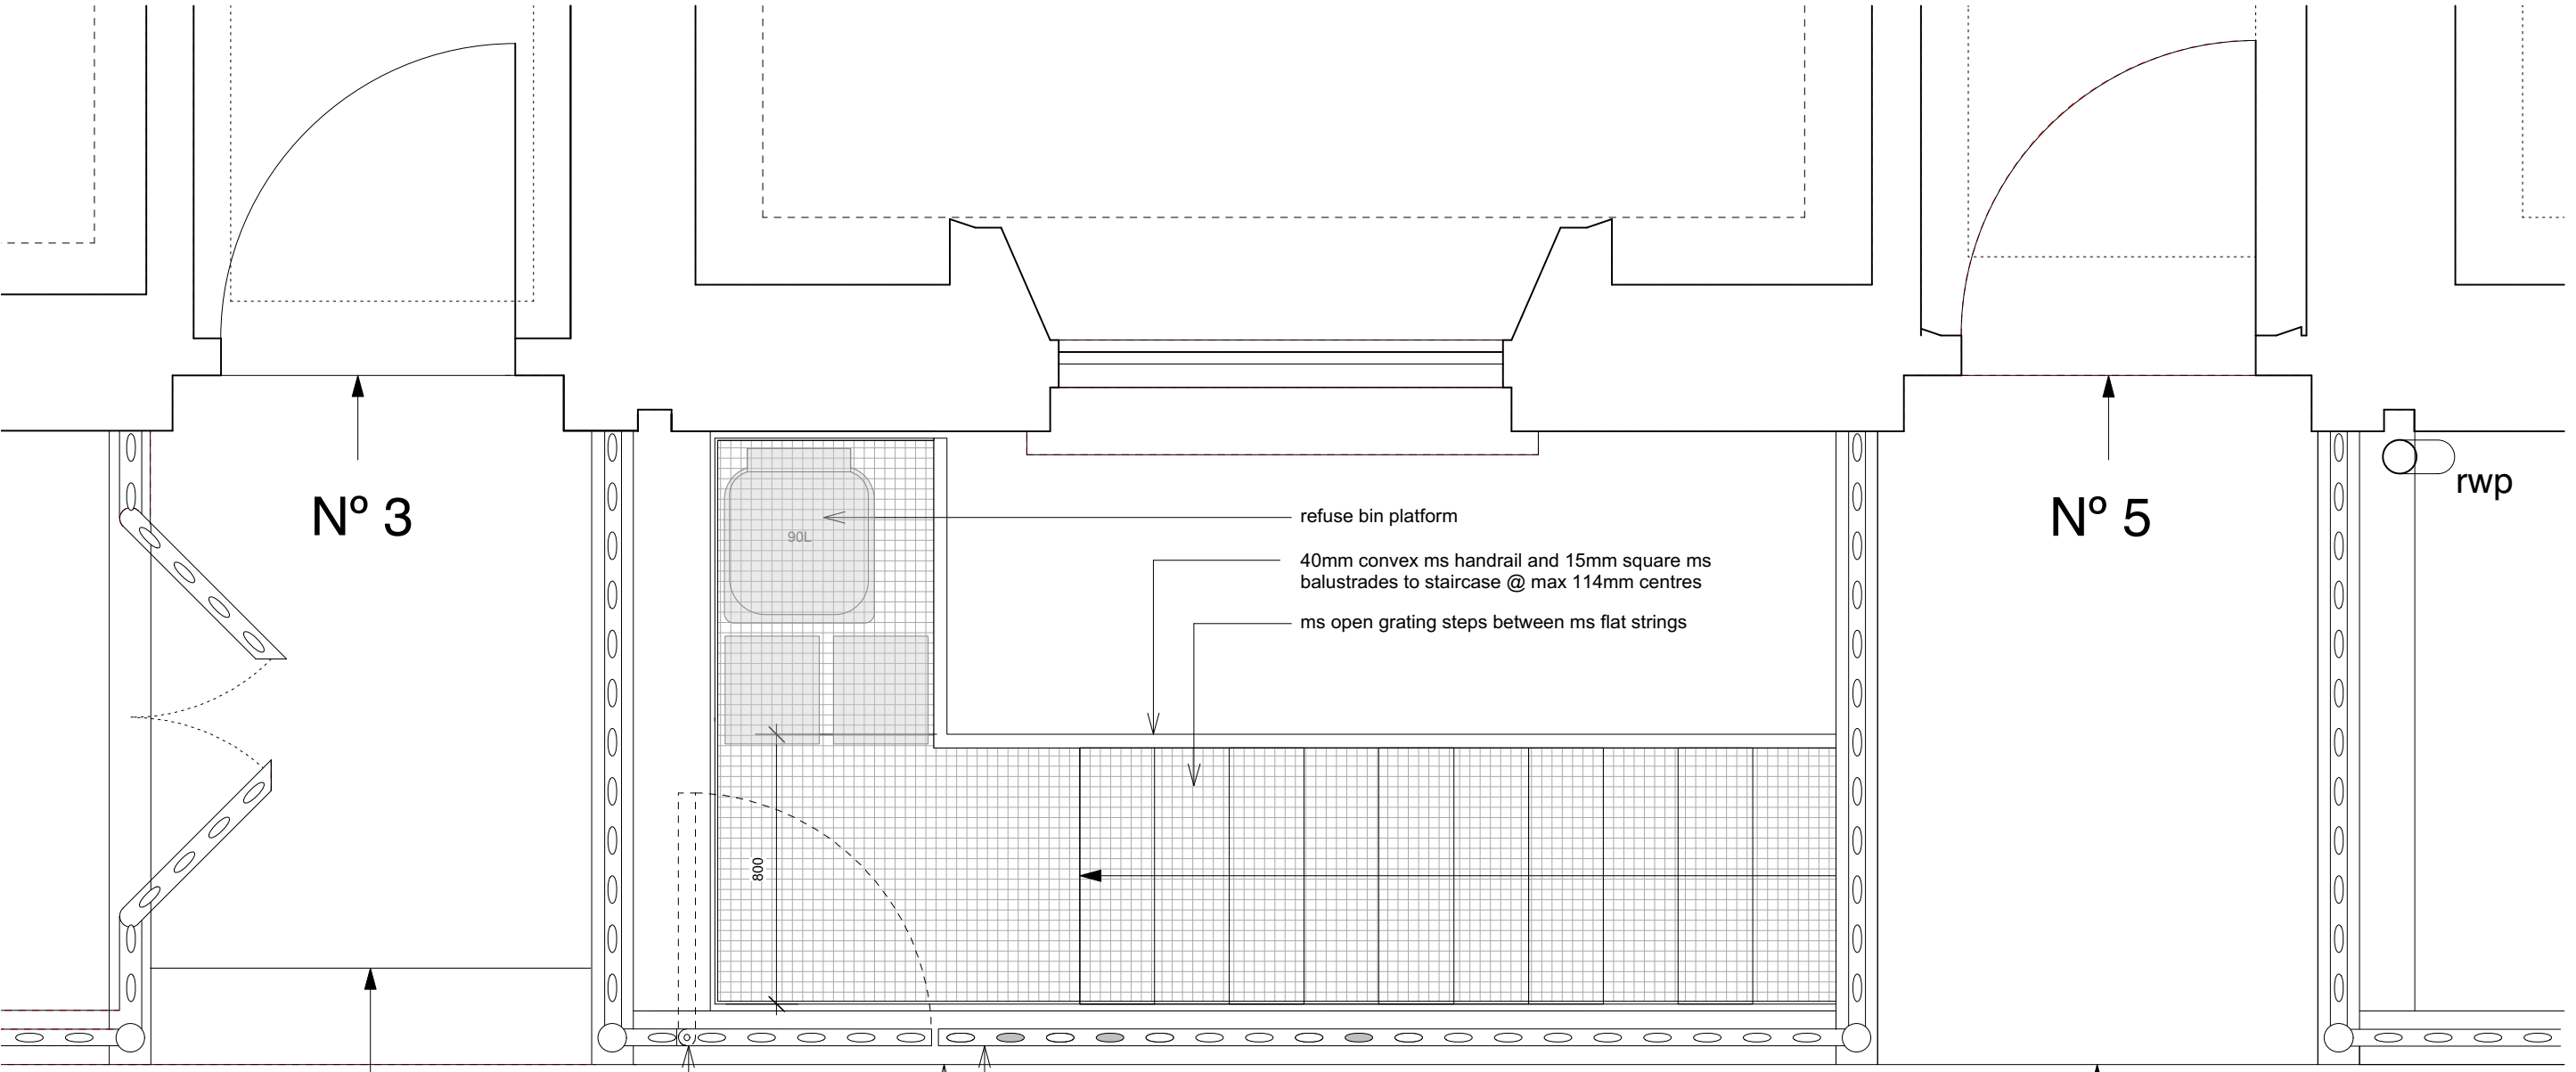 Nº 3
Nº 5
rwp
90L
refuse bin platform
40mm convex ms handrail and 15mm square ms
balustrades to staircase @ max 114mm centres
ms open grating steps between ms flat strings
800